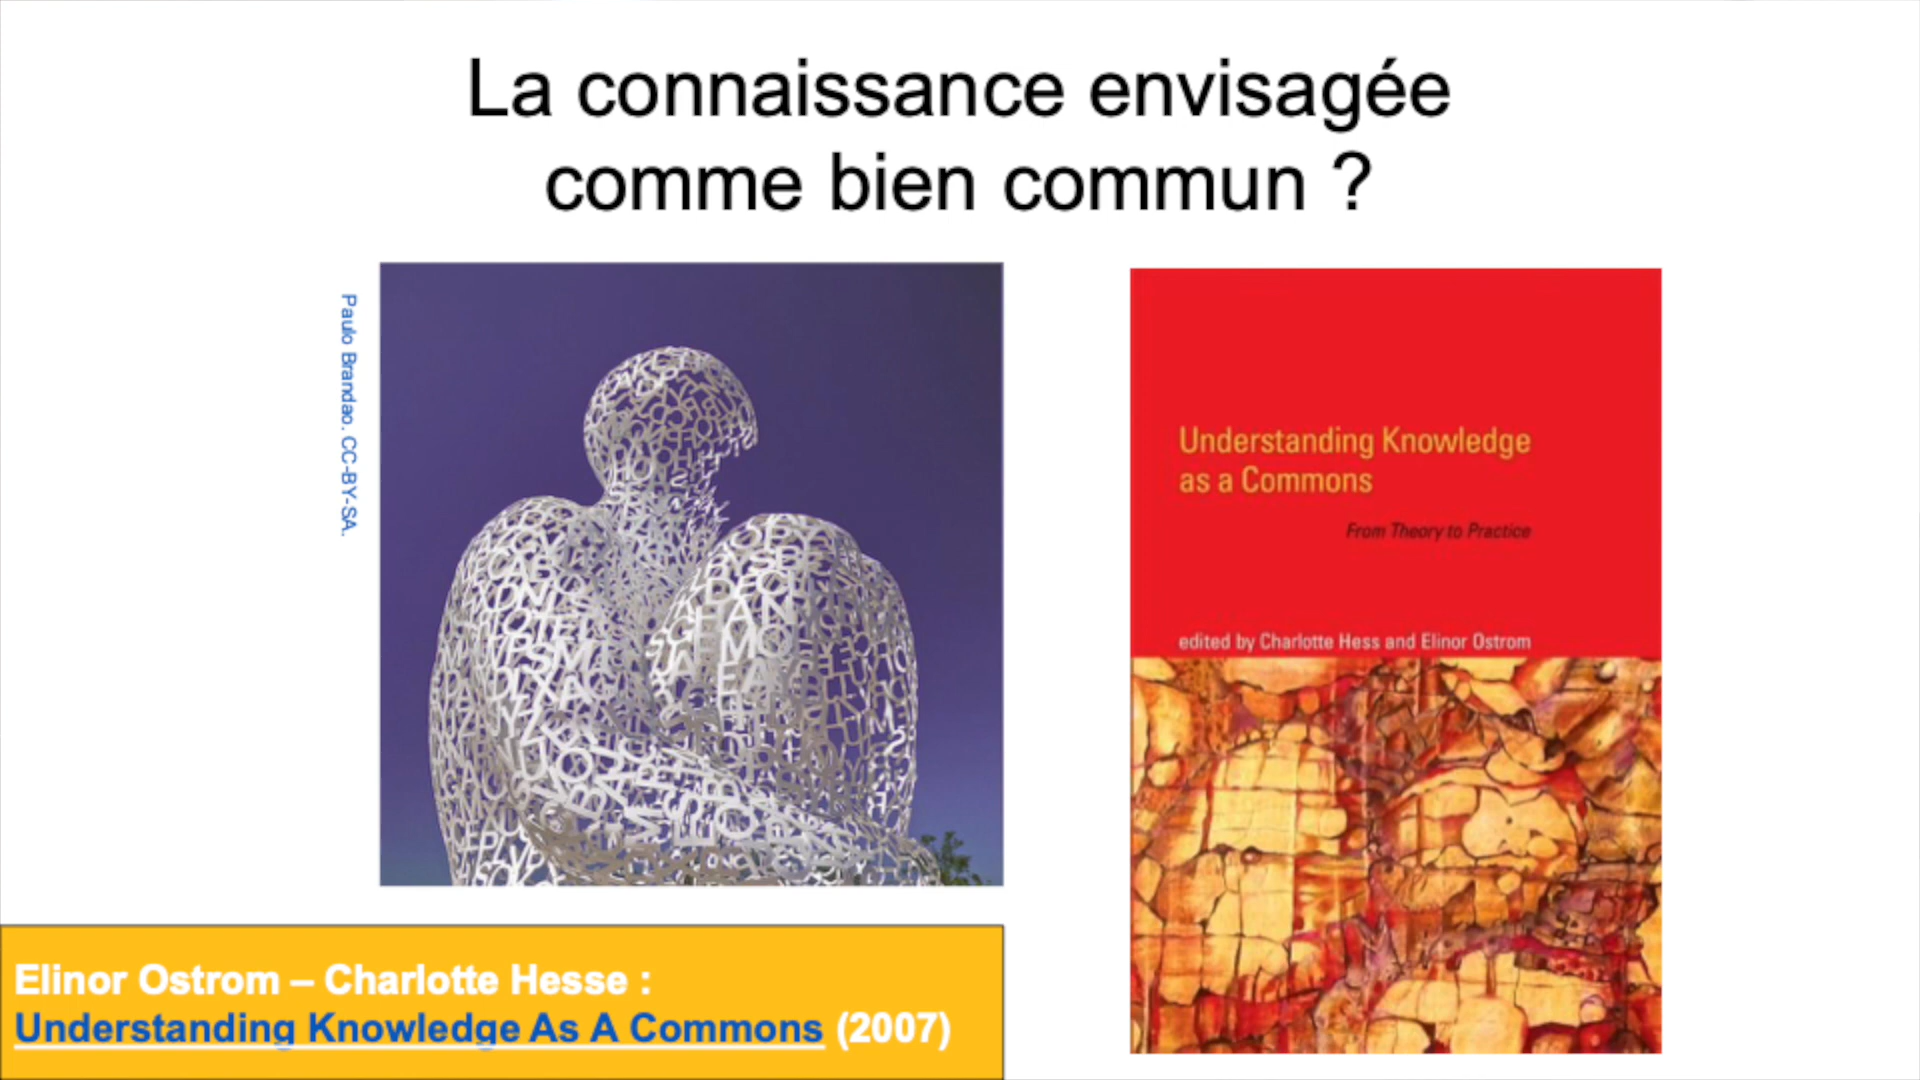 La connaissance envisagée
comme bien commun ?
Paulo Brandao. CC-BY-SA.
Understanding Knowledge
as a Commons
From Theory to Practice
edited by Charlotte Hess and Elinor Ostrom
Elinor Ostrom – Charlotte Hesse :
Understanding Knowledge As A Commons (2007)